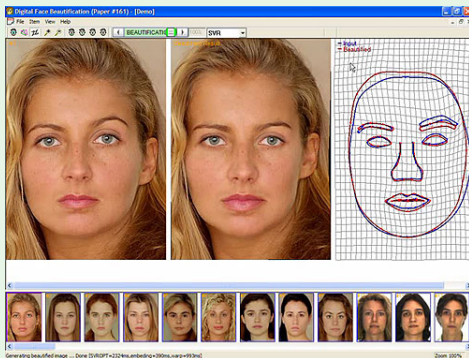 Digital Face Beautification (Paper #161) - [Demo]
File Item View Help
BEAUTIFICATI SVR
Input
Beautified
Generating beautified image ... Done [SVROPT=2324ms,embeding=390ms,warp=993ms]
Zoom 100%